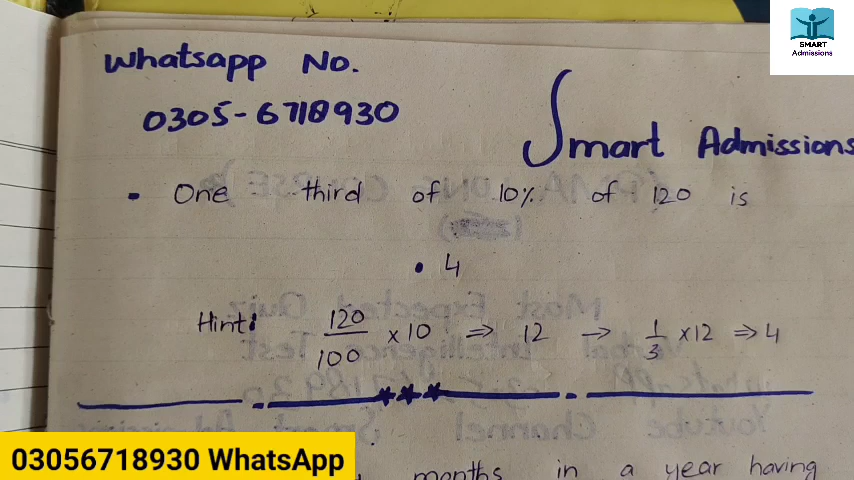 SMART
Admissions
Whatsapp No.
0305-6718930
Smart Admissions
• One third of 10% of 120 is
• 4
Hint: 120/100 x10 ⇒ 12 → 1/3 x12 ⇒ 4
***
months in a year having
03056718930 WhatsApp